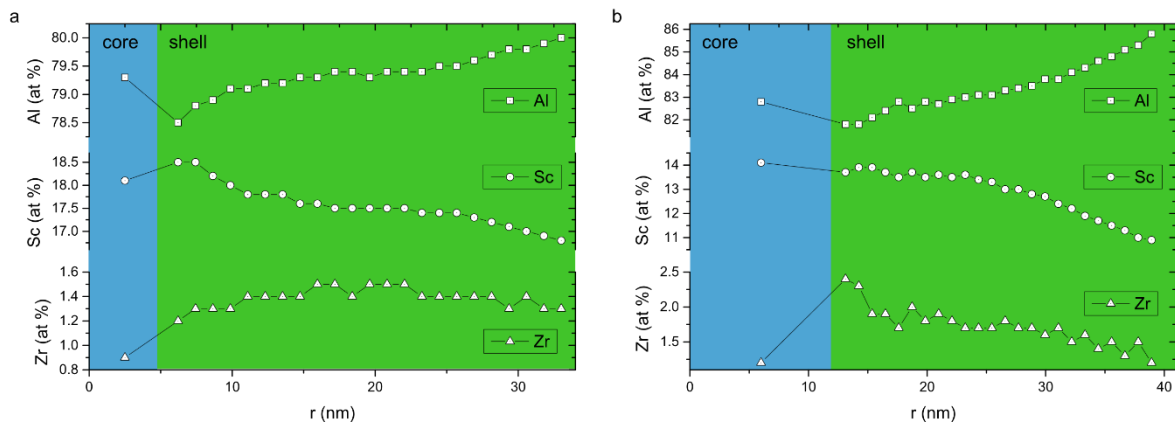 a
core
shell
80.0
79.5
79.0
78.5
Al (at %)
Al
18.5
18.0
17.5
17.0
Sc (at %)
Sc
1.6
1.4
1.2
0.9
0.8
Zr (at %)
Zr
0
10
20
30
r (nm)
b
core
shell
86
85
84
83
82
Al (at %)
Al
14
13
12
11
Sc (at %)
Sc
2.5
2.0
1.5
Zr (at %)
Zr
0
10
20
30
40
r (nm)